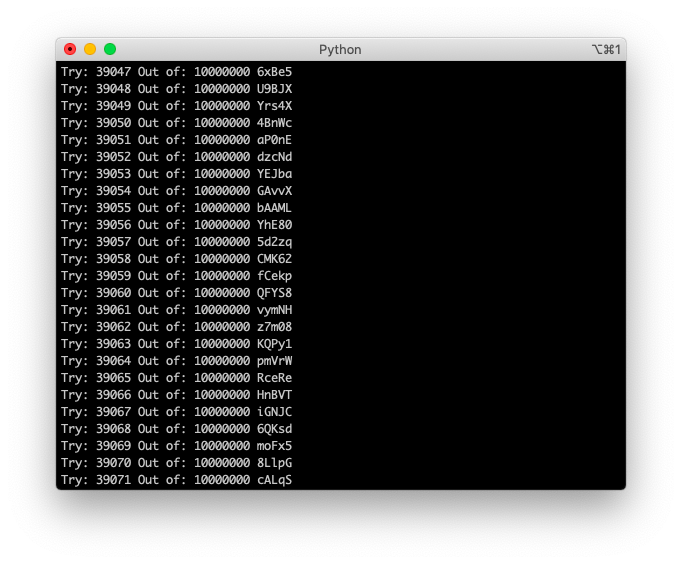 Python
⌥⌘1
Try: 39047 Out of: 10000000 6xBe5
Try: 39048 Out of: 10000000 U9BJX
Try: 39049 Out of: 10000000 Yrs4X
Try: 39050 Out of: 10000000 4BnWc
Try: 39051 Out of: 10000000 aP0nE
Try: 39052 Out of: 10000000 dzcNd
Try: 39053 Out of: 10000000 YEJba
Try: 39054 Out of: 10000000 GAvvX
Try: 39055 Out of: 10000000 bAAML
Try: 39056 Out of: 10000000 YhE80
Try: 39057 Out of: 10000000 5d2zq
Try: 39058 Out of: 10000000 CMK62
Try: 39059 Out of: 10000000 fCekp
Try: 39060 Out of: 10000000 QFYS8
Try: 39061 Out of: 10000000 vymNH
Try: 39062 Out of: 10000000 z7m08
Try: 39063 Out of: 10000000 KQPy1
Try: 39064 Out of: 10000000 pmVrW
Try: 39065 Out of: 10000000 RceRe
Try: 39066 Out of: 10000000 HnBVT
Try: 39067 Out of: 10000000 iGNJC
Try: 39068 Out of: 10000000 6QKsd
Try: 39069 Out of: 10000000 moFx5
Try: 39070 Out of: 10000000 8LlpG
Try: 39071 Out of: 10000000 cALqS